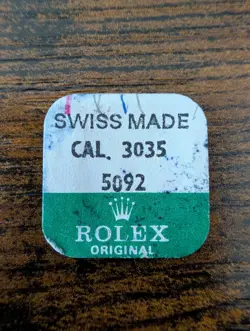 SWISS MADE
CAL. 3035
5092
ROLEX
ORIGINAL